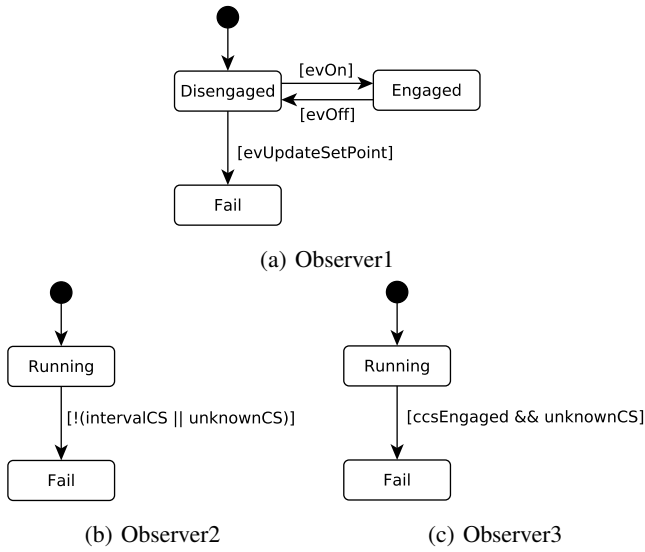 [evOn]
Disengaged
Engaged
[evOff]
[evUpdateSetPoint]
Fail
(a) Observer1
Running
[!(intervalCS || unknownCS)]
Fail
(b) Observer2
Running
[ccsEngaged && unknownCS]
Fail
(c) Observer3